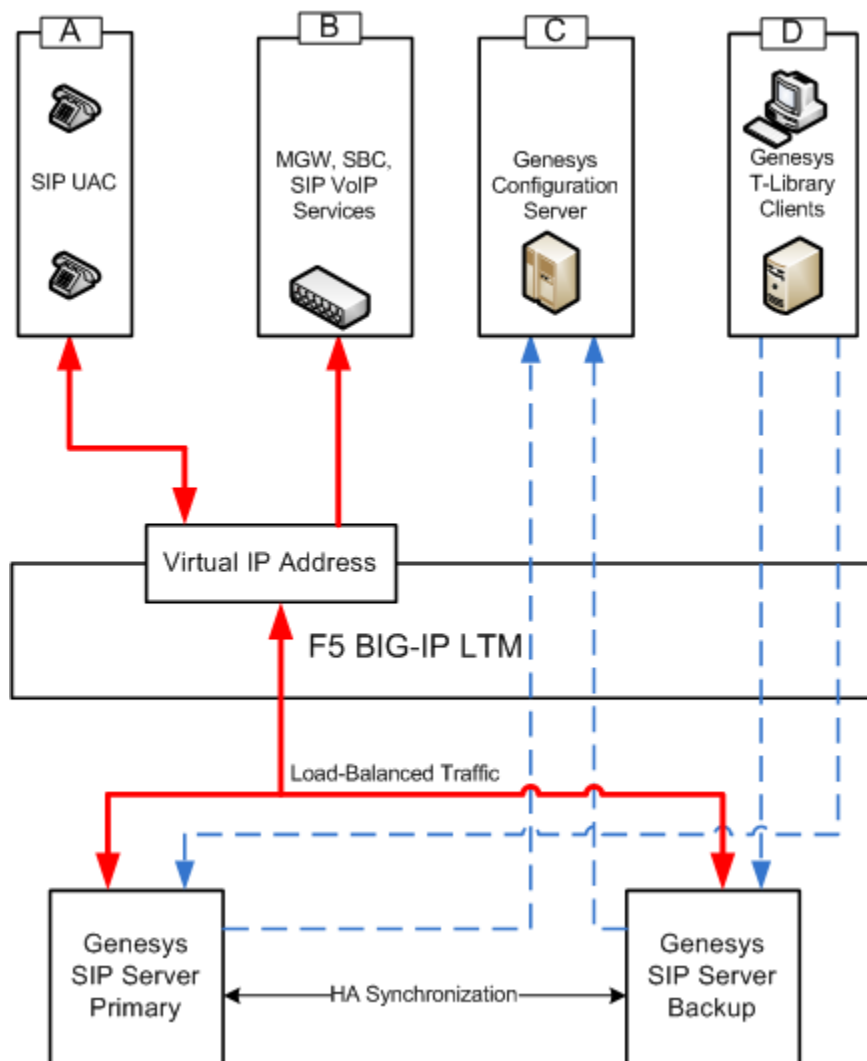 A
B
C
D
SIP UAC
MGW, SBC,
SIP VoIP
Services
Genesys
Configuration
Server
Genesys
T-Library
Clients
Virtual IP Address
F5 BIG-IP LTM
Load-Balanced Traffic
Genesys
SIP Server
Primary
HA Synchronization
Genesys
SIP Server
Backup